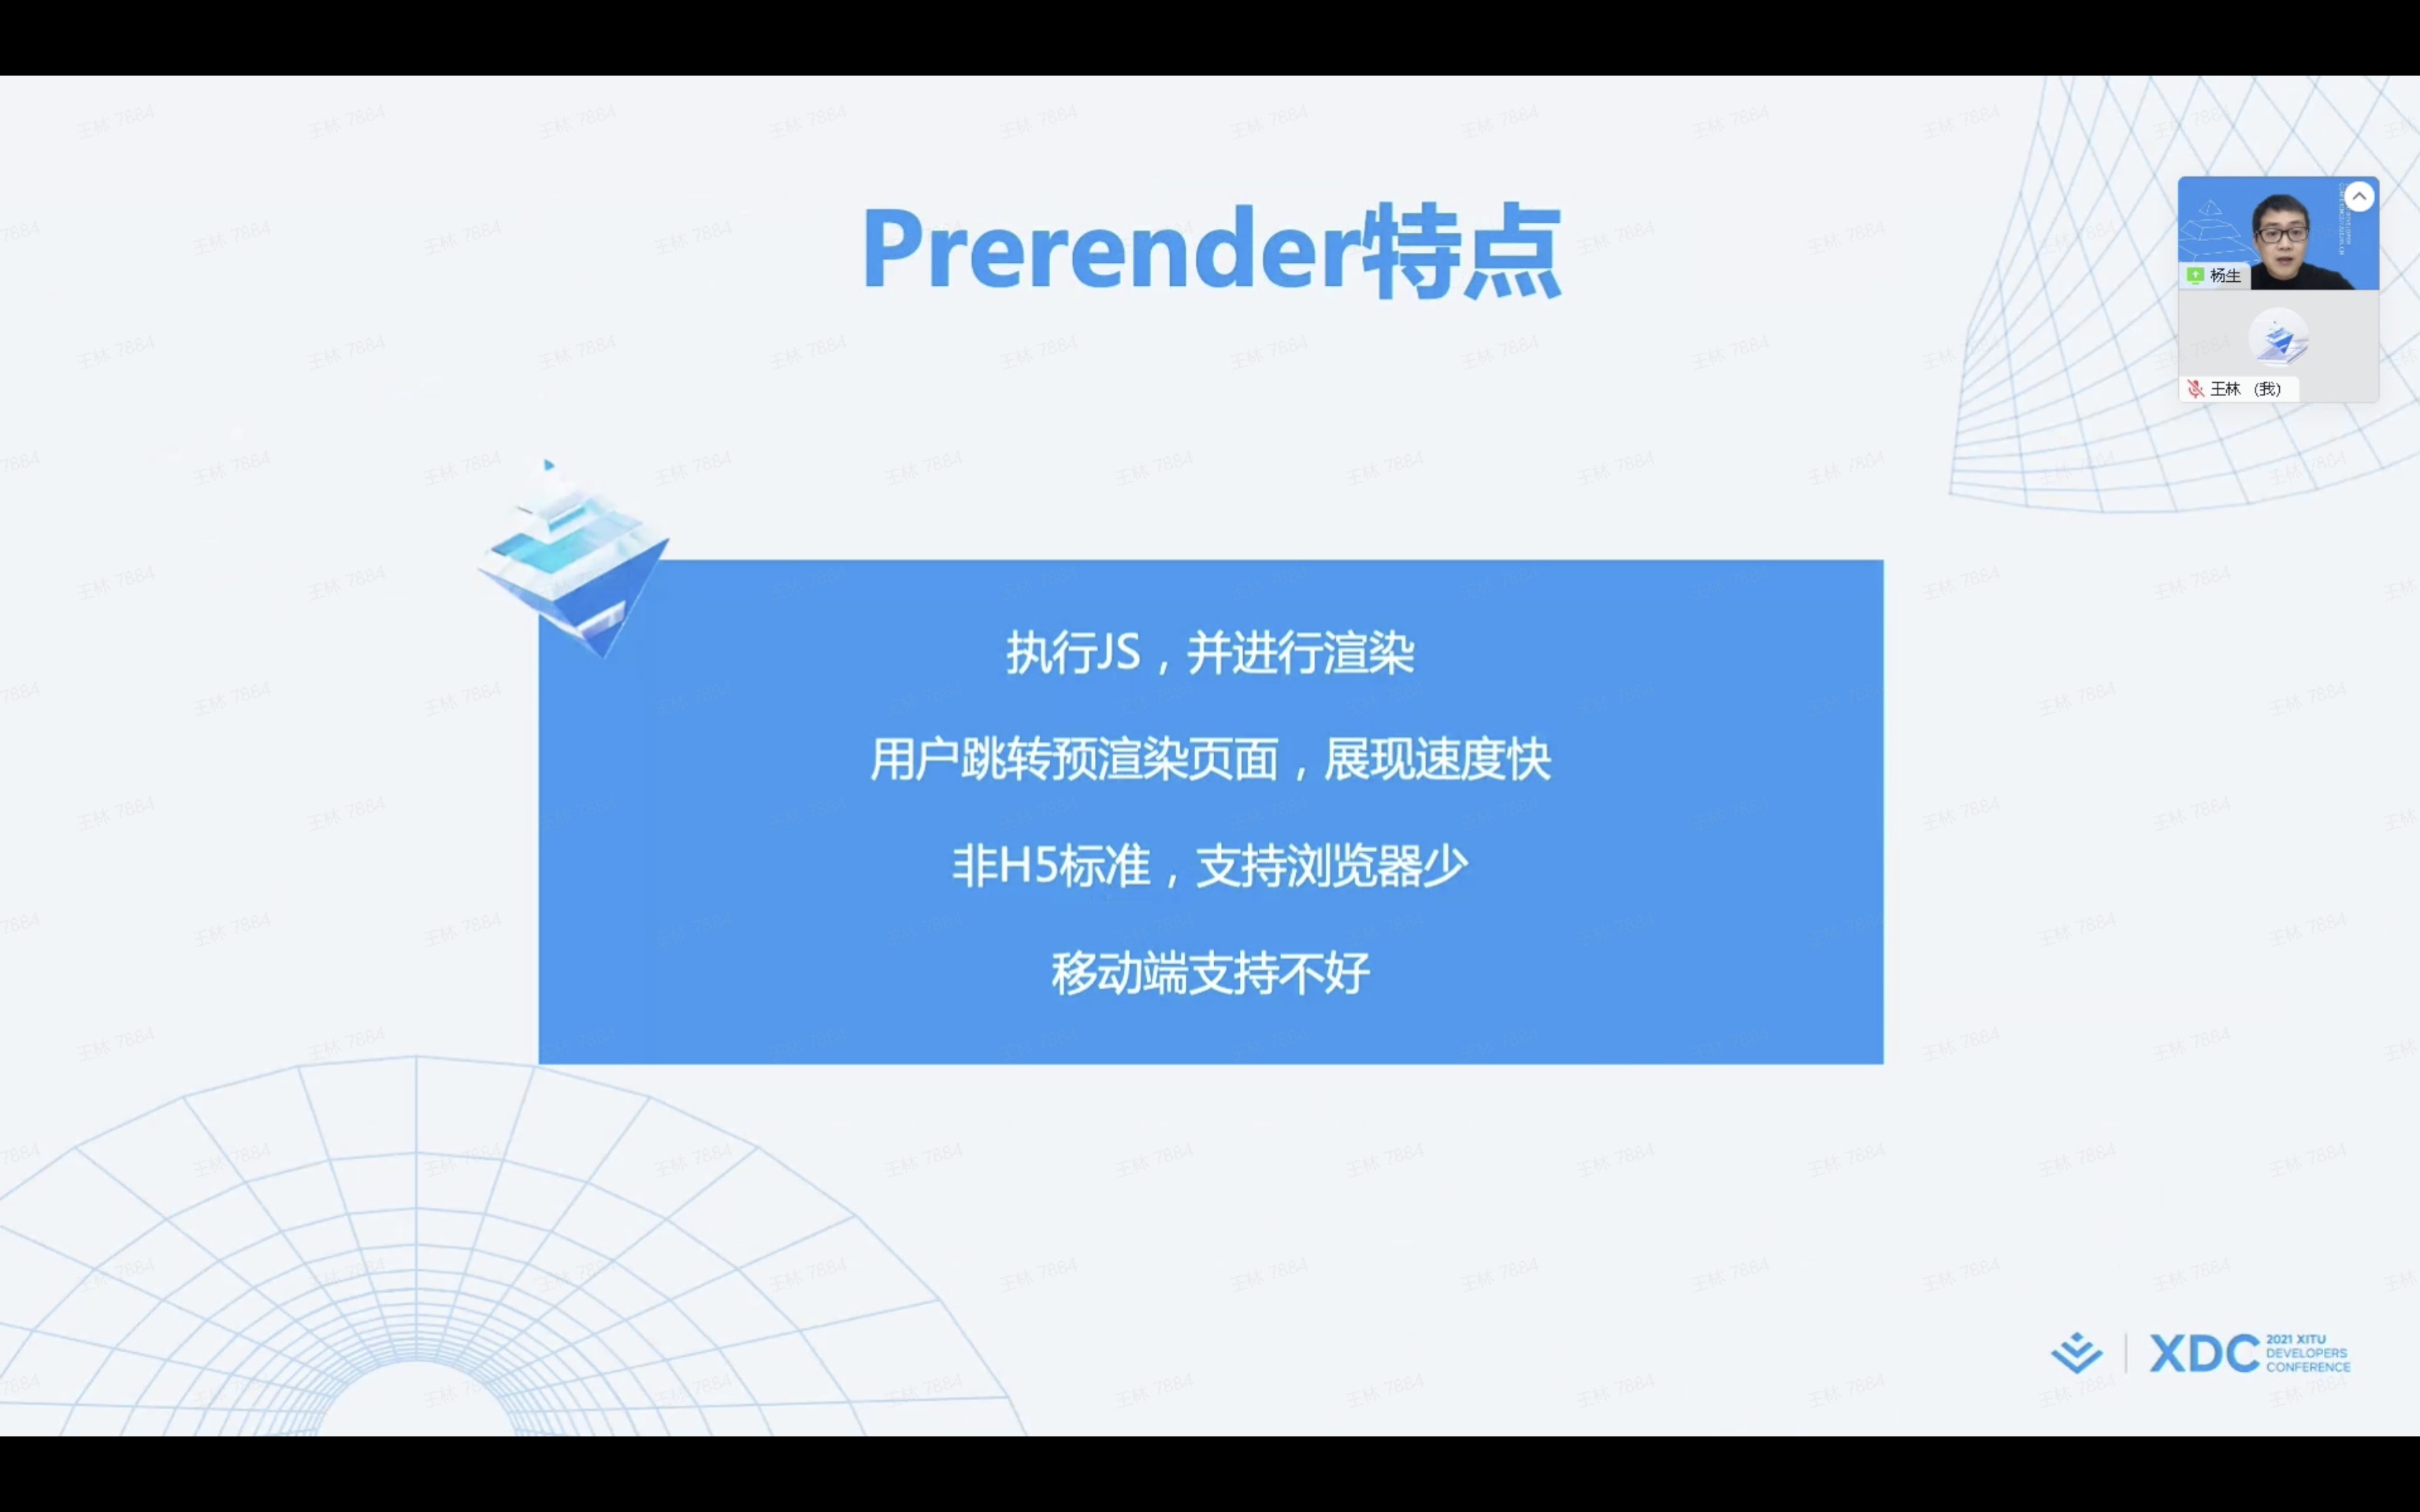 Prerender特点
杨生
王林 (我)
执行JS，并进行渲染
用户跳转预渲染页面，展现速度快
非H5标准，支持浏览器少
移动端支持不好
XDC
2021 XITU
DEVELOPERS
CONFERENCE
王林 7884